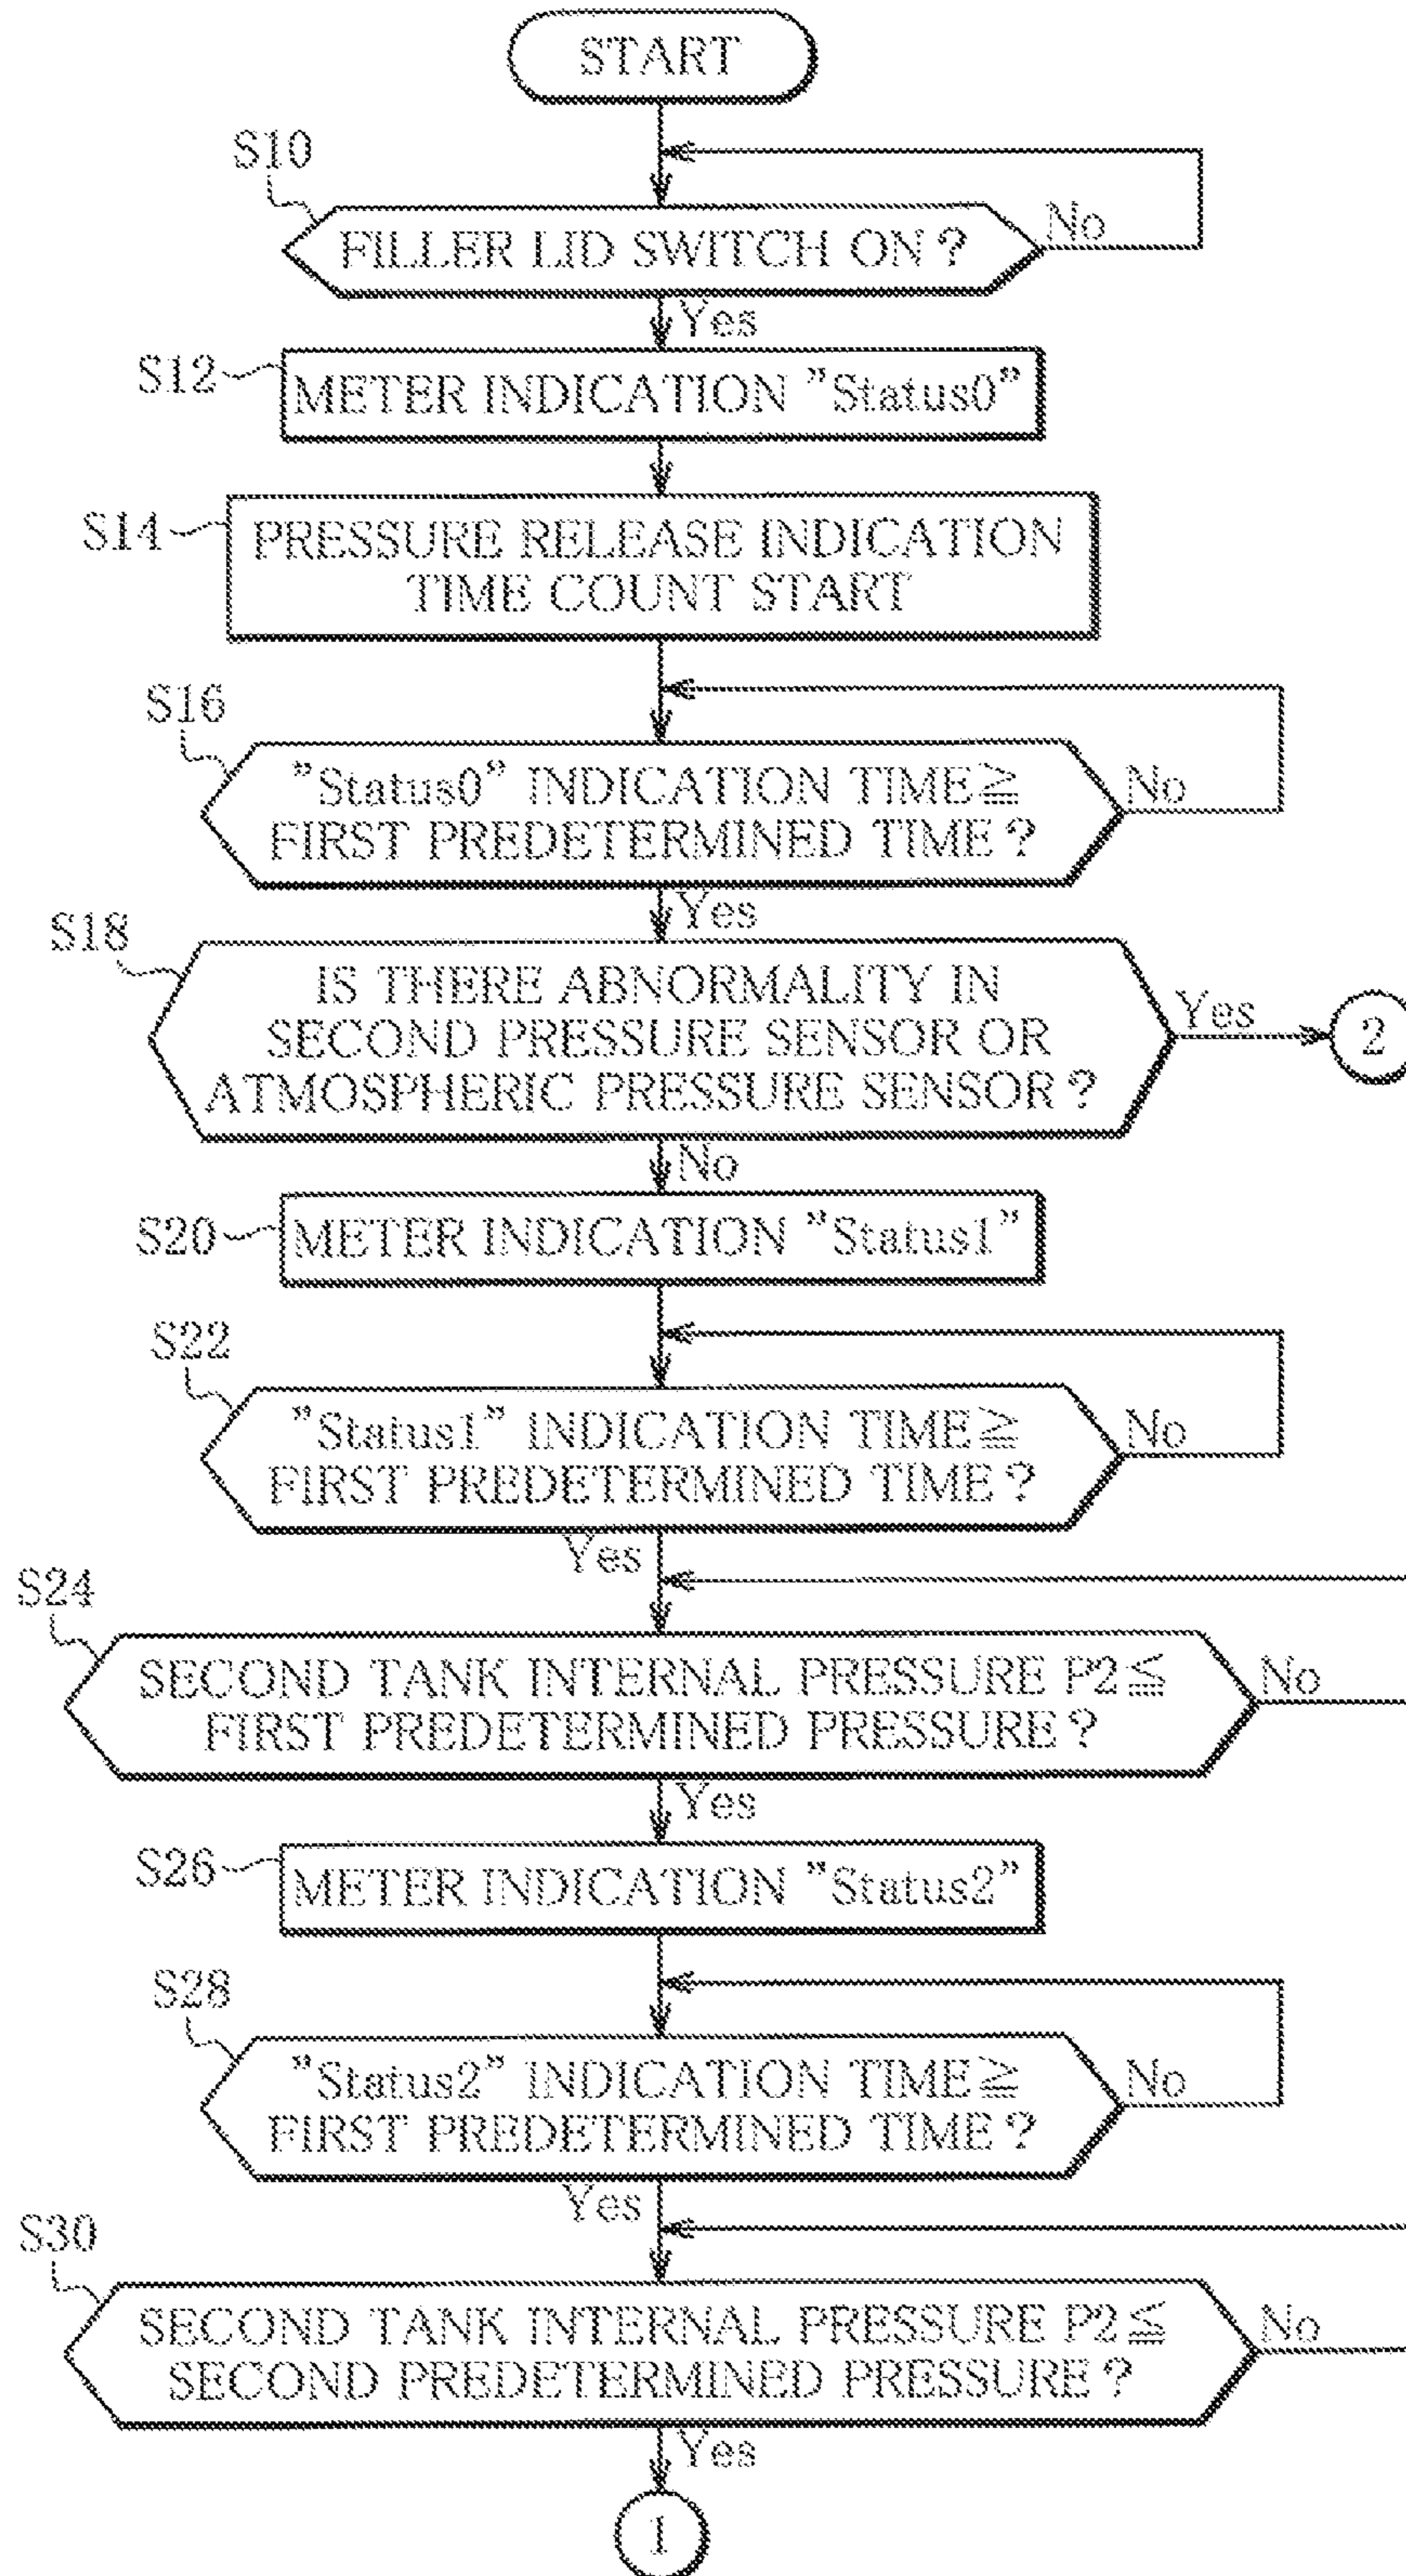 START
S10
FILLER LID SWITCH ON?
No
Yes
S12
METER INDICATION "Status0"
S14
PRESSURE RELEASE INDICATION
TIME COUNT START
S16
"Status0" INDICATION TIME≧
FIRST PREDETERMINED TIME?
No
Yes
S18
IS THERE ABNORMALITY IN
SECOND PRESSURE SENSOR OR
ATMOSPHERIC PRESSURE SENSOR?
Yes
2
No
S20
METER INDICATION "Status1"
S22
"Status1" INDICATION TIME≧
FIRST PREDETERMINED TIME?
No
Yes
S24
SECOND TANK INTERNAL PRESSURE P2≦
FIRST PREDETERMINED PRESSURE?
No
Yes
S26
METER INDICATION "Status2"
S28
"Status2" INDICATION TIME≧
FIRST PREDETERMINED TIME?
No
Yes
S30
SECOND TANK INTERNAL PRESSURE P2≦
SECOND PREDETERMINED PRESSURE?
No
Yes
1